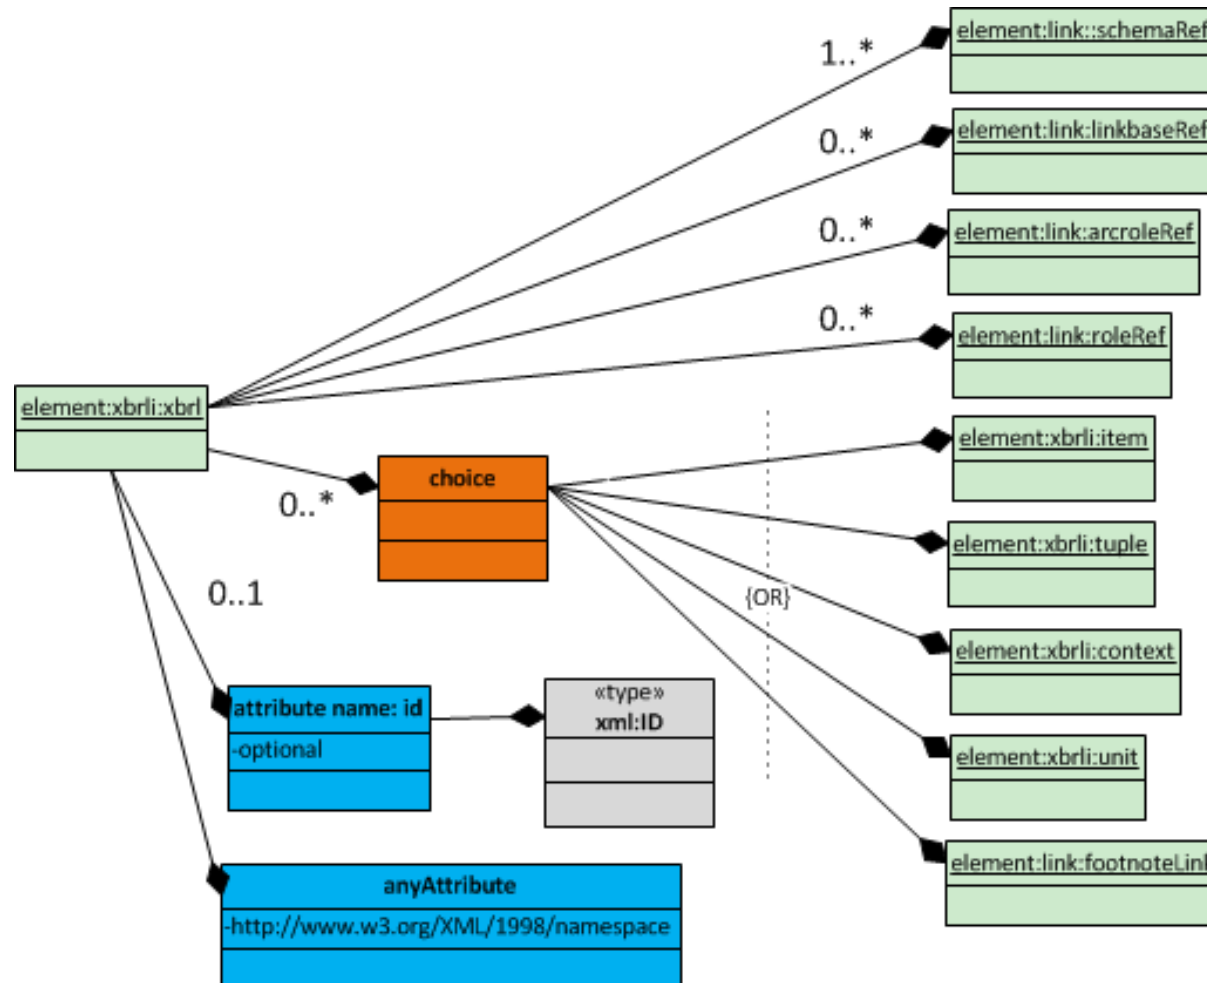 element:link::schemaRef
1..*
element:link:linkbaseRef
0..*
element:link:arcroleRef
0..*
element:link:roleRef
0..*
element:xbrli:xbrl
element:xbrli:item
choice
0..*
element:xbrli:tuple
{OR}
0..1
element:xbrli:context
attribute name: id
-optional
«type»
xml:ID
element:xbrli:unit
element:link:footnoteLink
anyAttribute
-http://www.w3.org/XML/1998/namespace